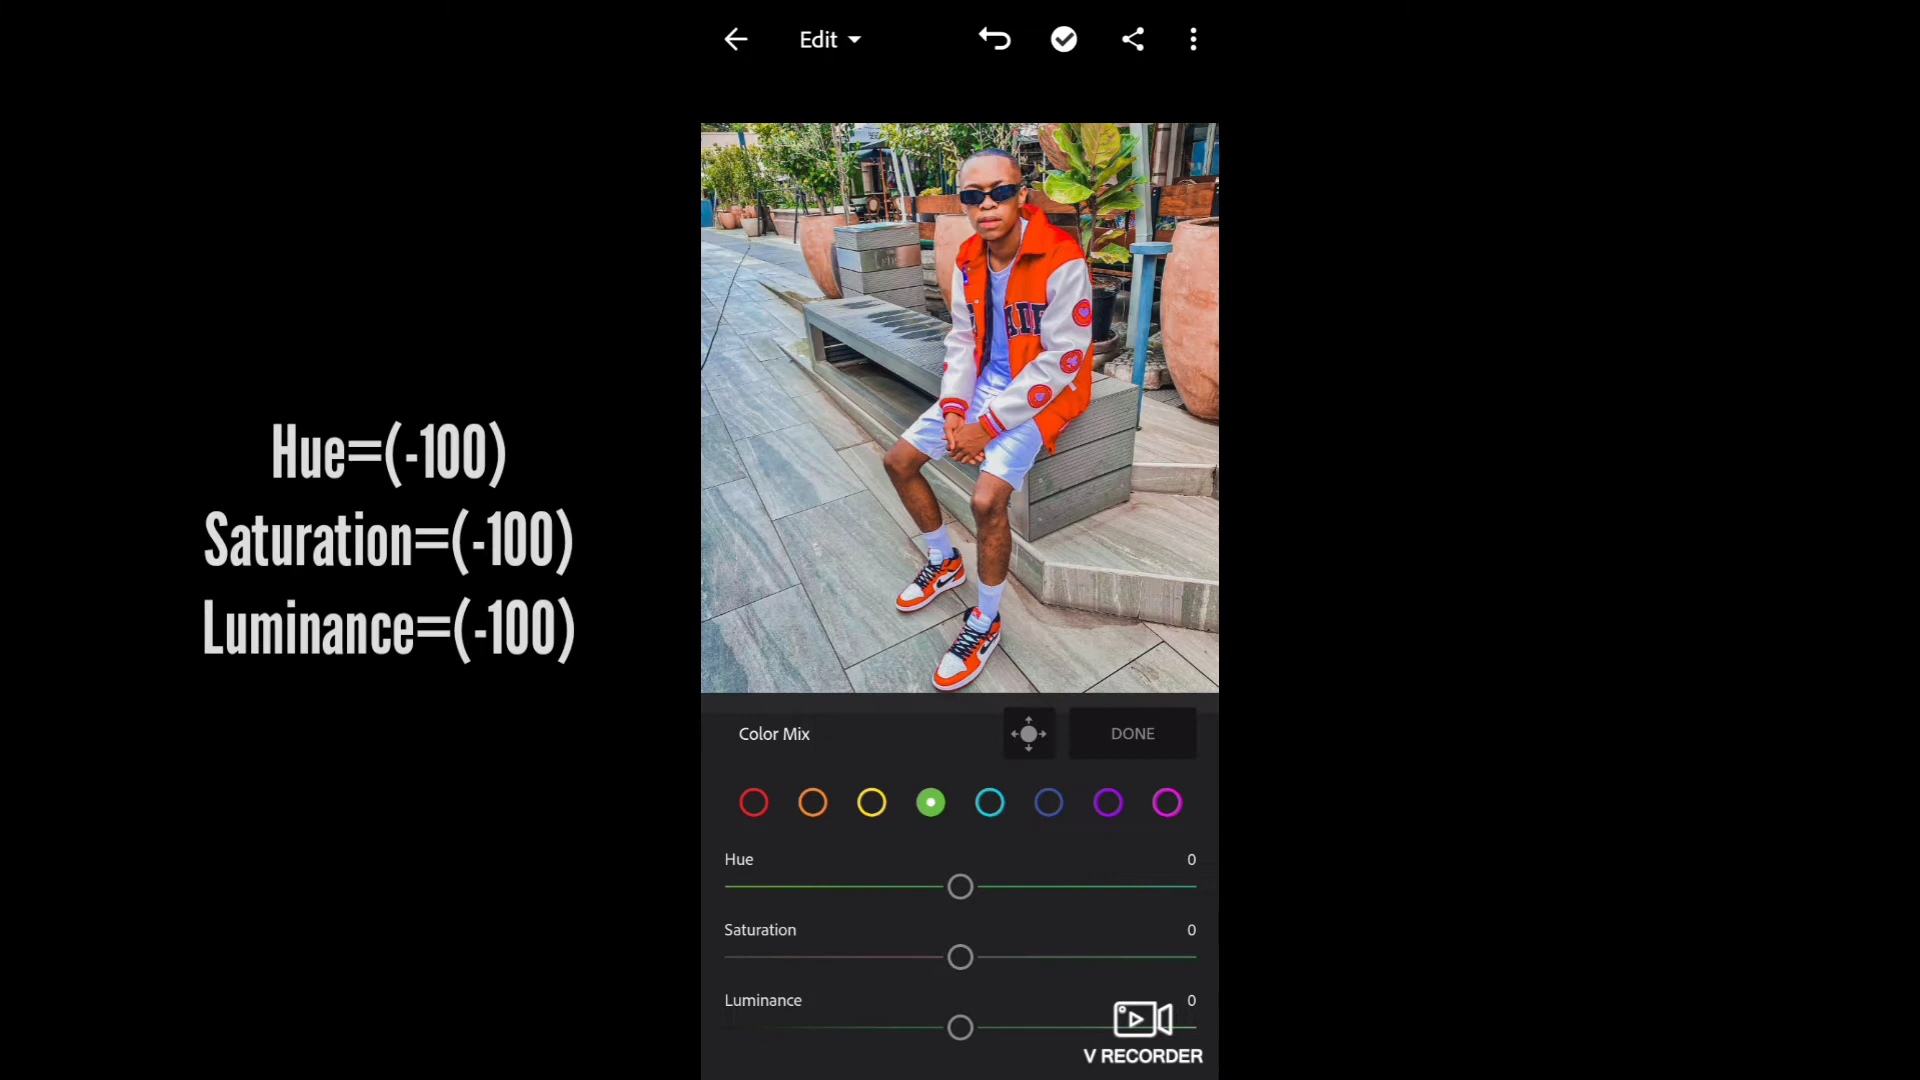 Edit
Hue=(-100)
Saturation=(-100)
Luminance=(-100)
Color Mix
DONE
Hue 0
Saturation 0
Luminance 0
V RECORDER